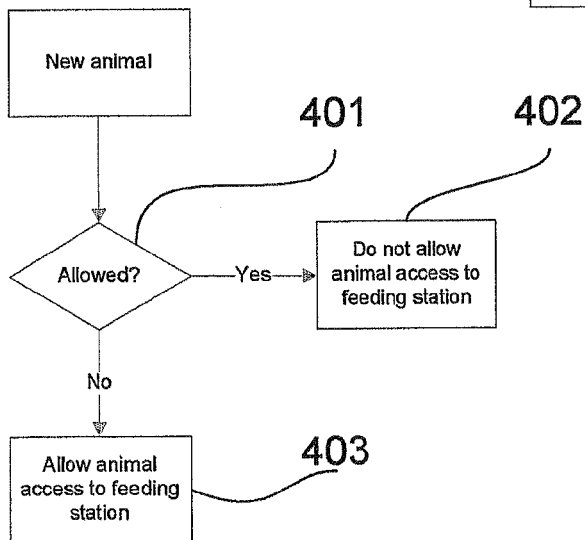 New animal
401
402
Allowed?
Yes
Do not allow
animal access to
feeding station
No
Allow animal
access to feeding
station
403